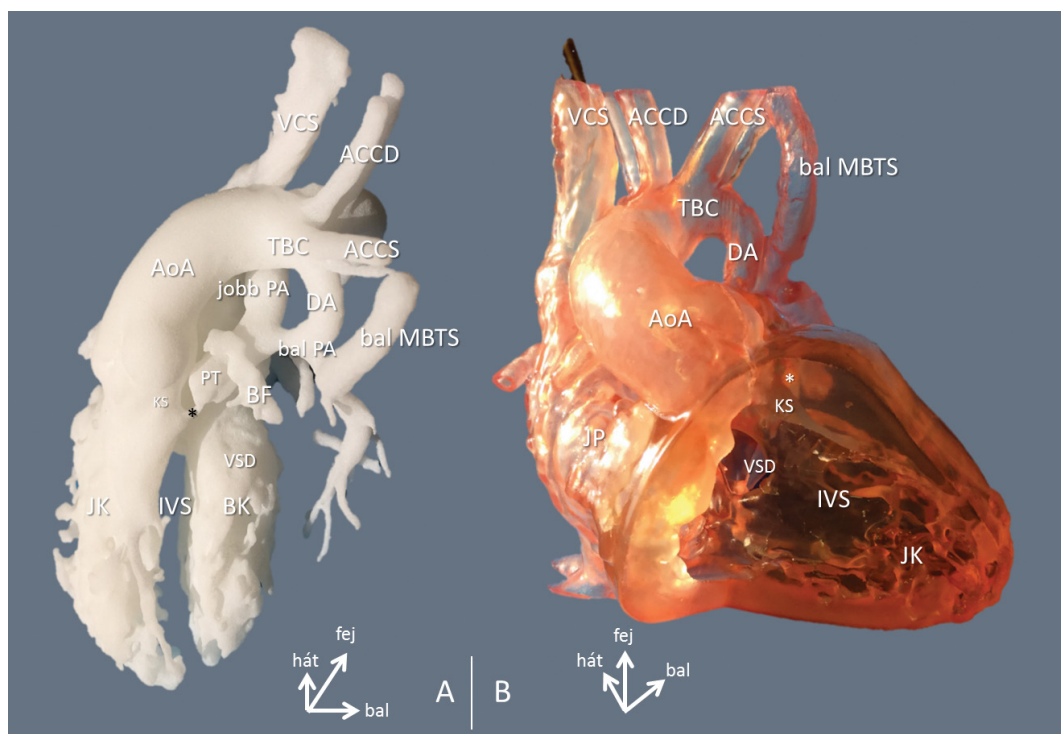 VCS
ACCD
TBC
ACCS
AoA
jobb PA
DA
bal PA
bal MBTS
PT
BF
KS
*
VSD
JK
IVS
BK
fej
hát
bal
A
VCS
ACCD
ACCS
bal MBTS
TBC
DA
AoA
*
KS
JP
VSD
IVS
JK
fej
hát
bal
B